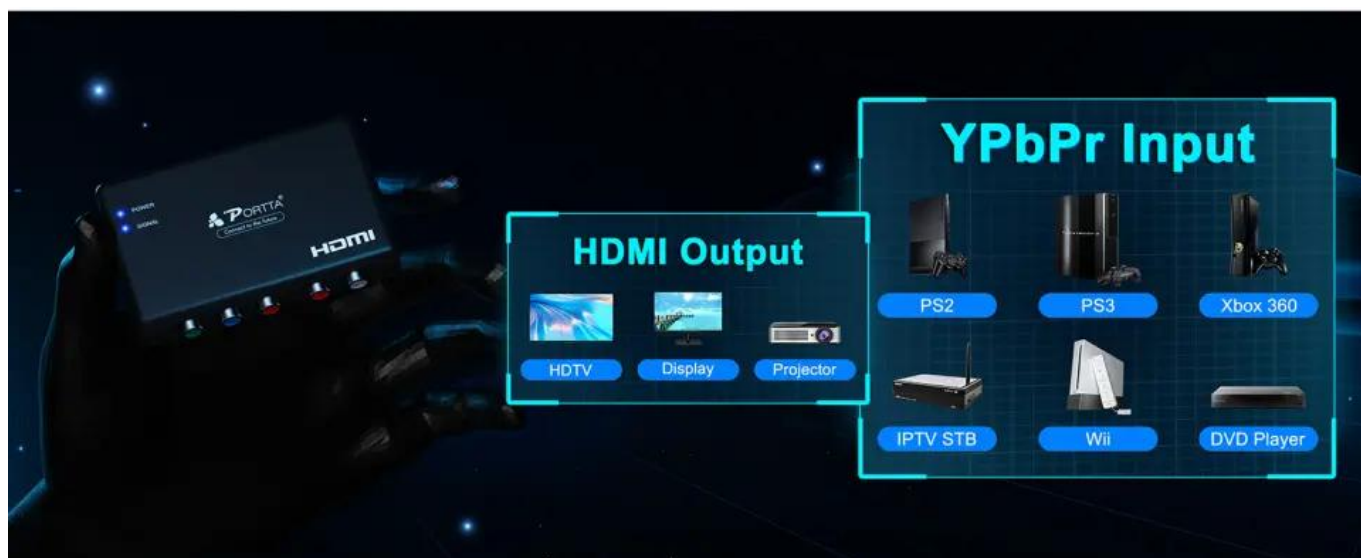 POWER
SIGNAL
PORTTA®
Connect to the future
HDMI
HDMI Output
HDTV
Display
Projector
YPbPr Input
PS2
PS3
Xbox 360
IPTV STB
Wii
DVD Player